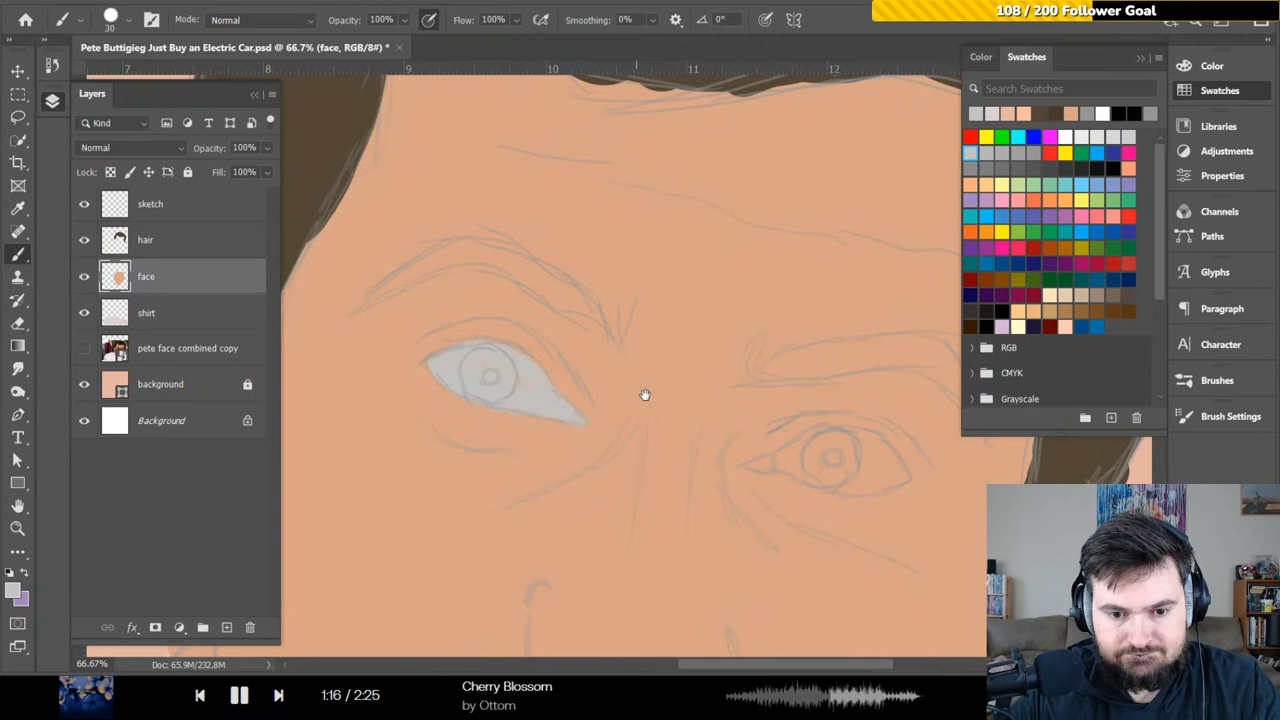 108 / 200 Follower Goal
30
Mode: Normal
Opacity: 100%
Flow: 100%
Smoothing: 0%
0°
Pete Buttigieg Just Buy an Electric Car.psd @ 66.7% (face, RGB/8#) *
7 8 9 10 11 12
Layers
Kind
Normal
Opacity: 100%
Lock:
Fill: 100%
sketch
hair
face
shirt
pete face combined copy
background
Background
fx
66.67%
Doc: 65.9M/232.8M
Color
Swatches
Search Swatches
RGB
CMYK
Grayscale
Color
Swatches
Libraries
Adjustments
Properties
Channels
Paths
Glyphs
Paragraph
Character
Brushes
Brush Settings
1:16 / 2:25
Cherry Blossom
by Ottom